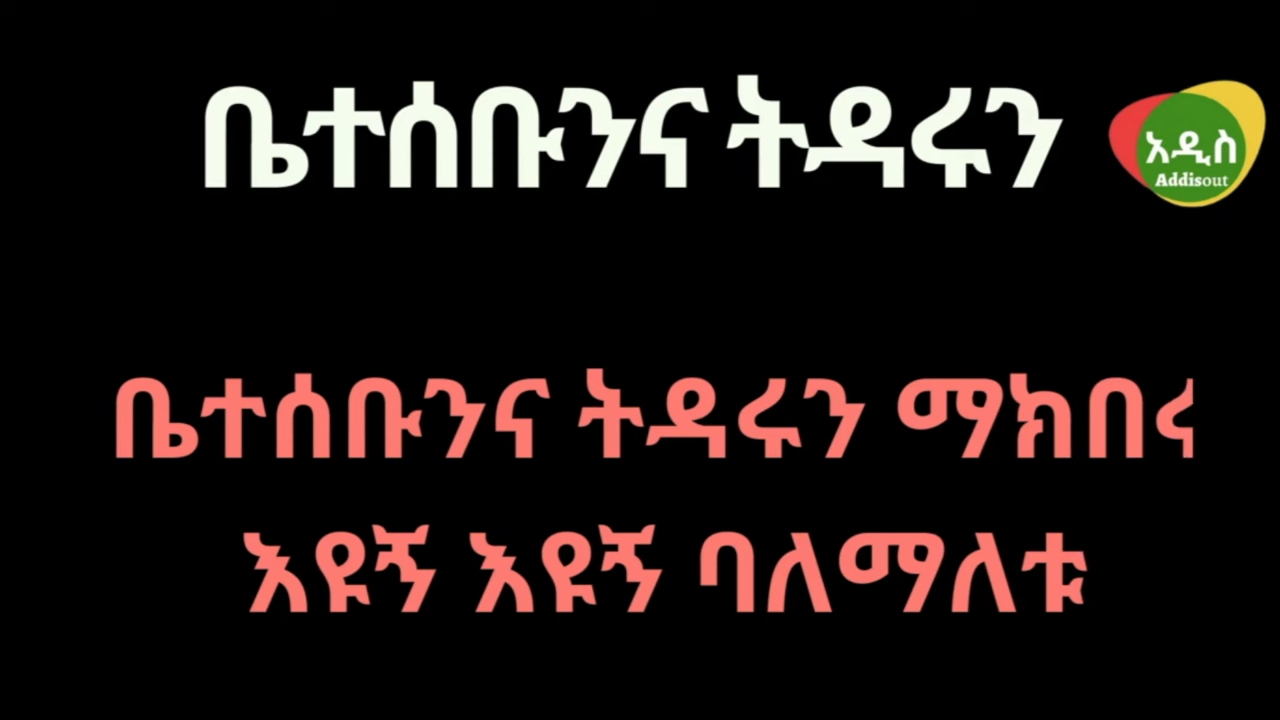 ቤተሰቡንና ትዳሩን
አዲስ
Addisout
ቤተሰቡንና ትዳሩን ማክበሩ
እዩኝ እዩኝ ባለማለቱ